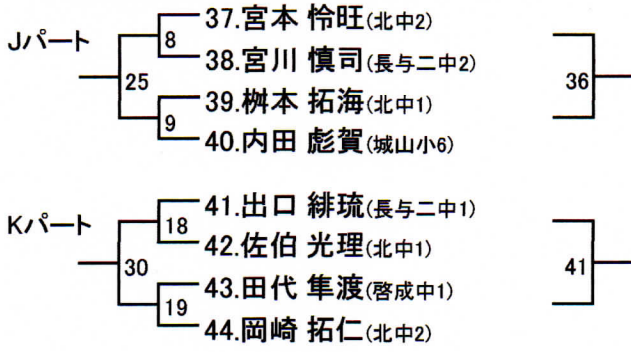 Jパート
37.宮本 怜旺(北中2)
8
38.宮川 慎司(長与二中2)
25
36
39.桝本 拓海(北中1)
9
40.内田 彪賀(城山小6)
Kパート
41.出口 緋琉(長与二中1)
18
42.佐伯 光理(北中1)
30
41
43.田代 隼渡(啓成中1)
19
44.岡崎 拓仁(北中2)